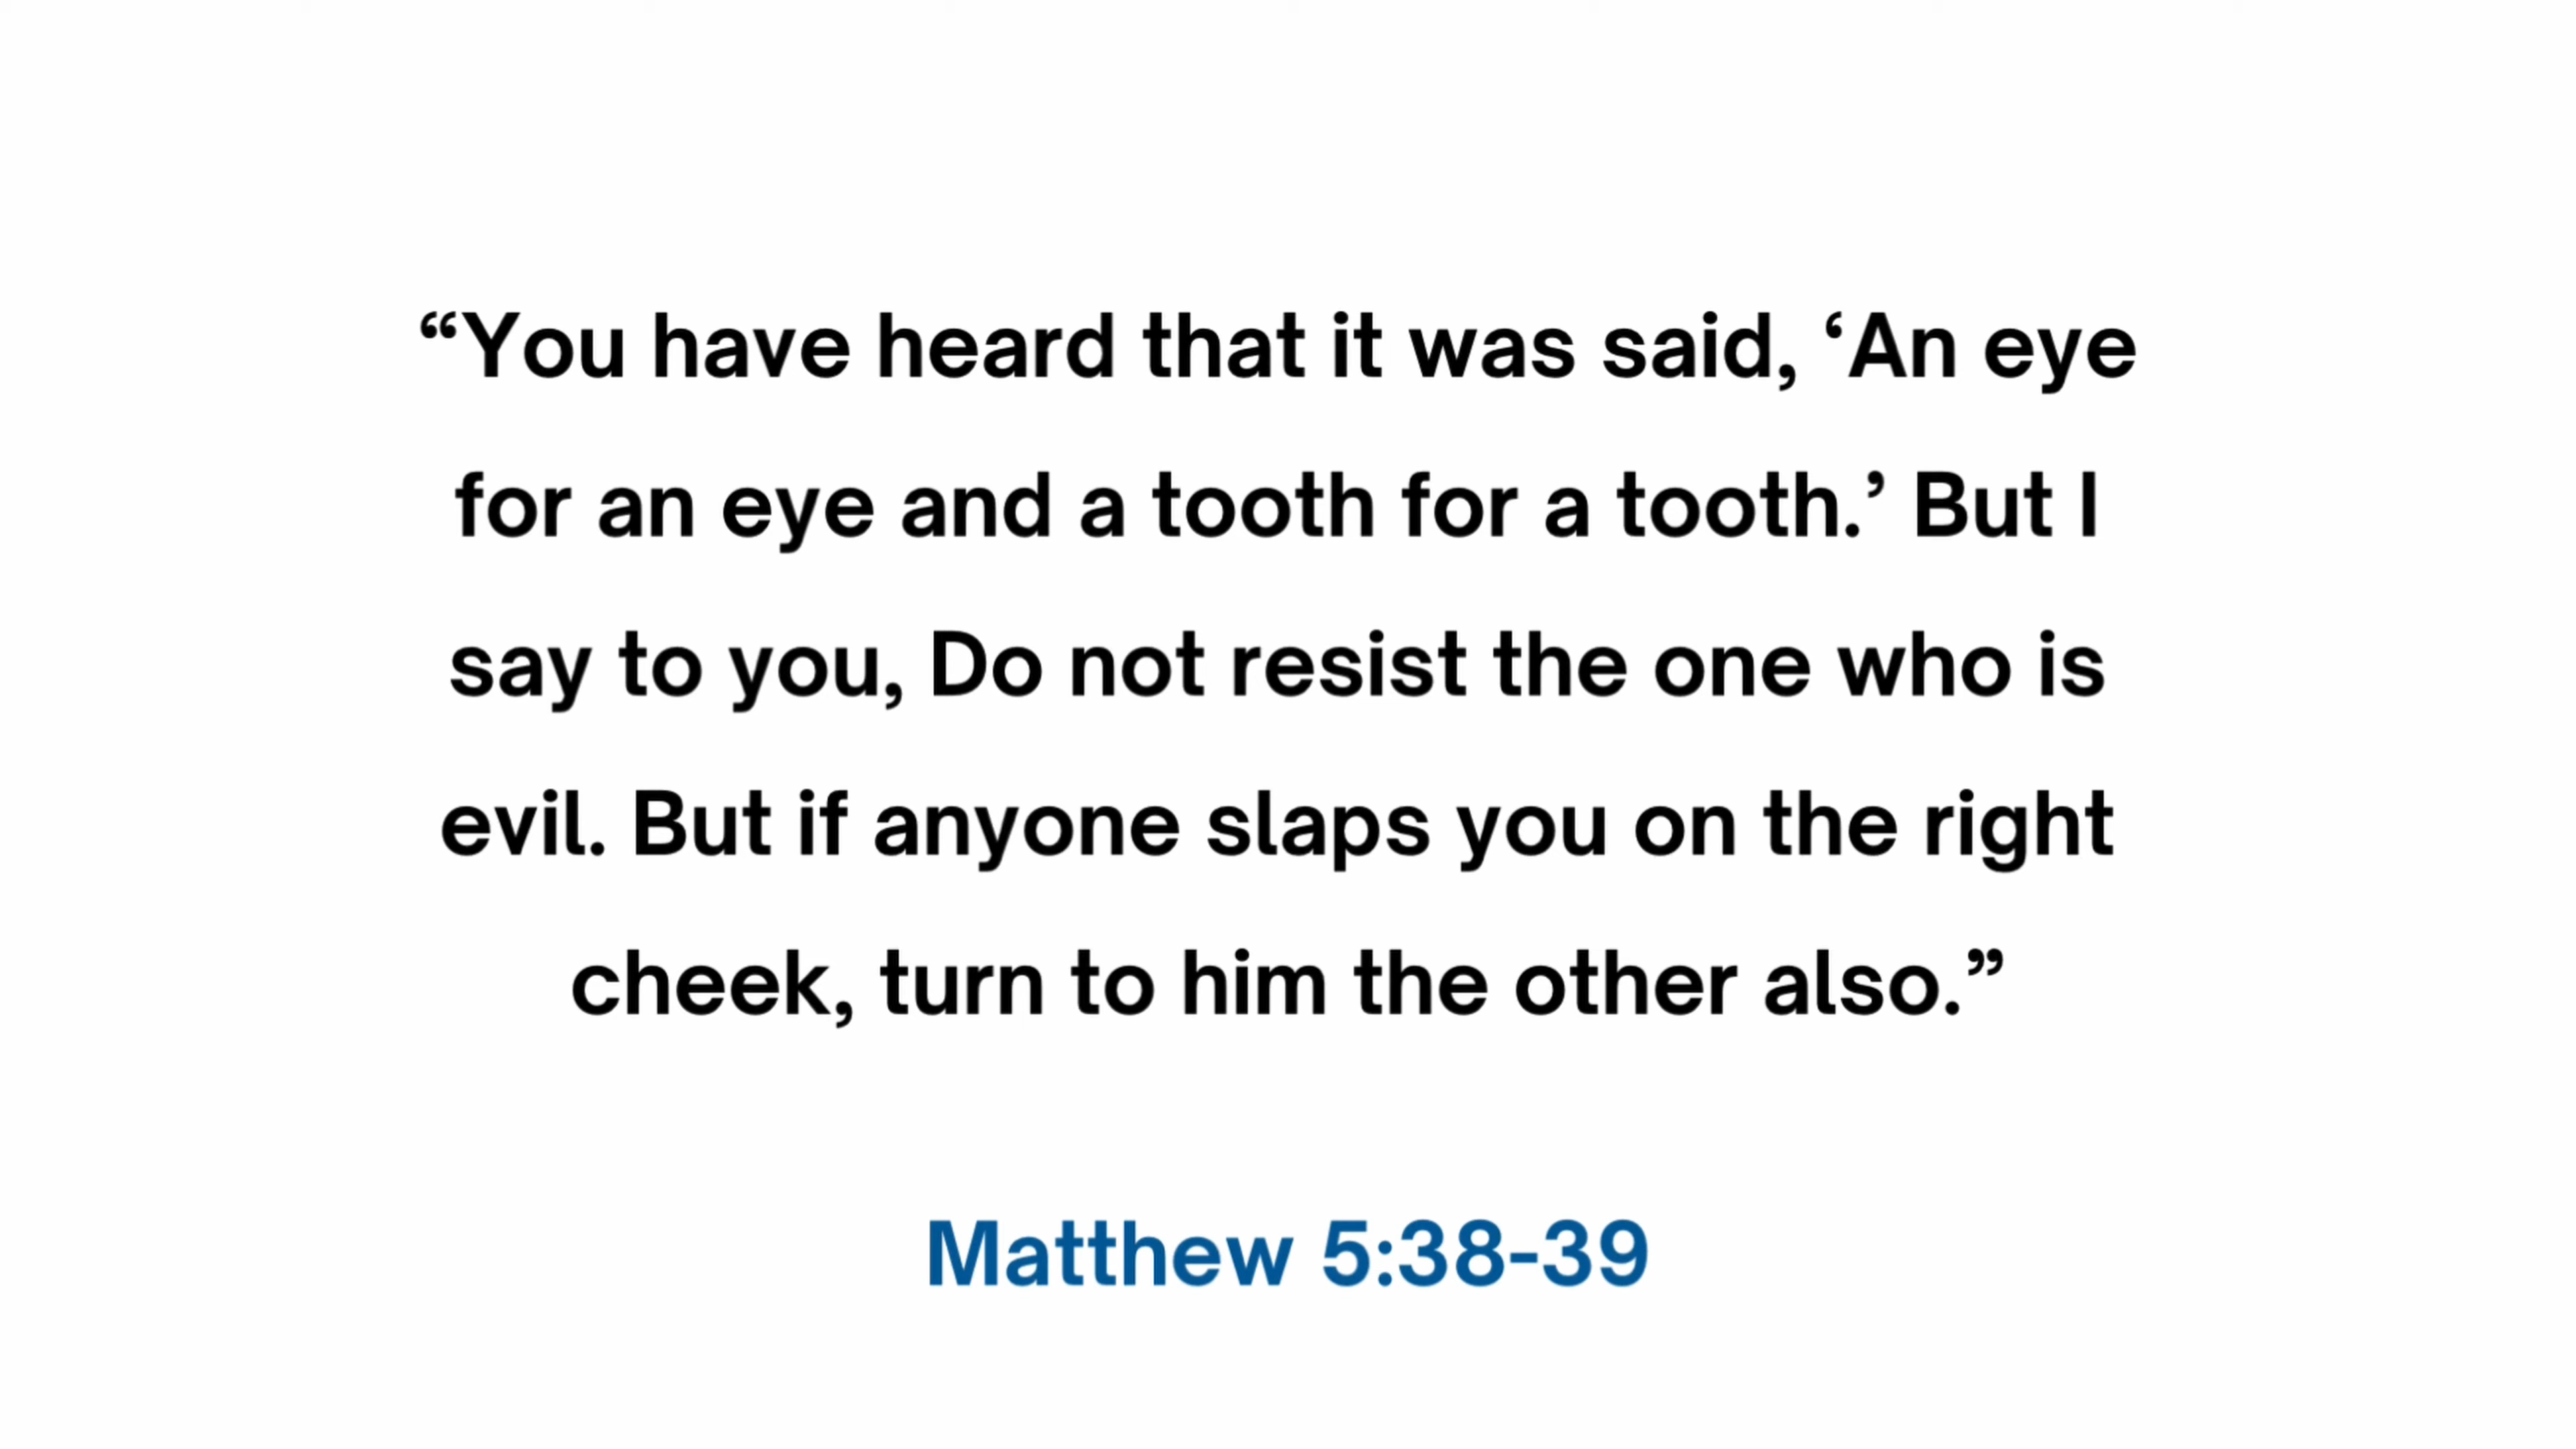 “You have heard that it was said, ‘An eye
for an eye and a tooth for a tooth.’ But I
say to you, Do not resist the one who is
evil. But if anyone slaps you on the right
cheek, turn to him the other also.”
Matthew 5:38-39